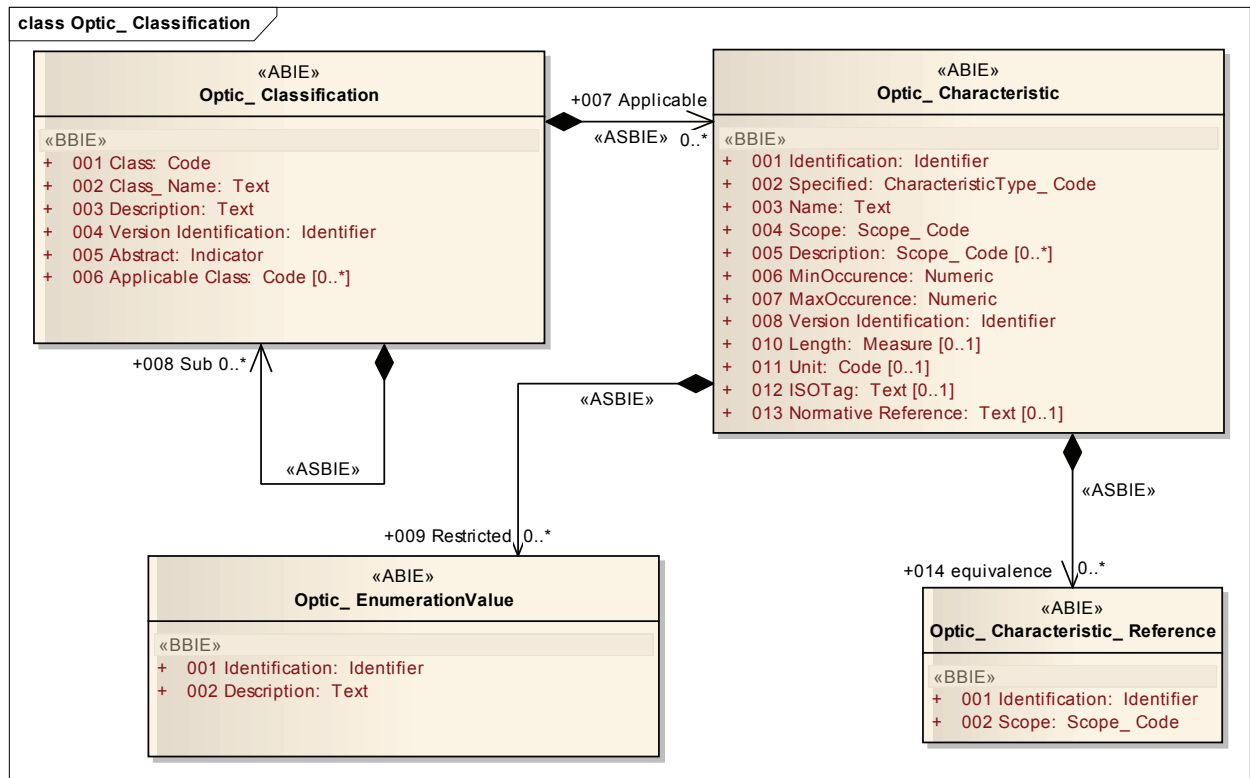 class Optic_ Classification
«ABIE»
Optic_ Classification
«BBIE»
+ 001 Class: Code
+ 002 Class_ Name: Text
+ 003 Description: Text
+ 004 Version Identification: Identifier
+ 005 Abstract: Indicator
+ 006 Applicable Class: Code [0..*]
+007 Applicable
«ASBIE» 0..*
«ABIE»
Optic_ Characteristic
«BBIE»
+ 001 Identification: Identifier
+ 002 Specified: CharacteristicType_ Code
+ 003 Name: Text
+ 004 Scope: Scope_ Code
+ 005 Description: Scope_ Code [0..*]
+ 006 MinOccurence: Numeric
+ 007 MaxOccurence: Numeric
+ 008 Version Identification: Identifier
+ 010 Length: Measure [0..1]
+ 011 Unit: Code [0..1]
+ 012 ISOTag: Text [0..1]
+ 013 Normative Reference: Text [0..1]
+008 Sub 0..*
«ASBIE»
«ASBIE»
+009 Restricted 0..*
«ASBIE»
+014 equivalence 0..*
«ABIE»
Optic_ EnumerationValue
«BBIE»
+ 001 Identification: Identifier
+ 002 Description: Text
«ABIE»
Optic_ Characteristic_ Reference
«BBIE»
+ 001 Identification: Identifier
+ 002 Scope: Scope_ Code